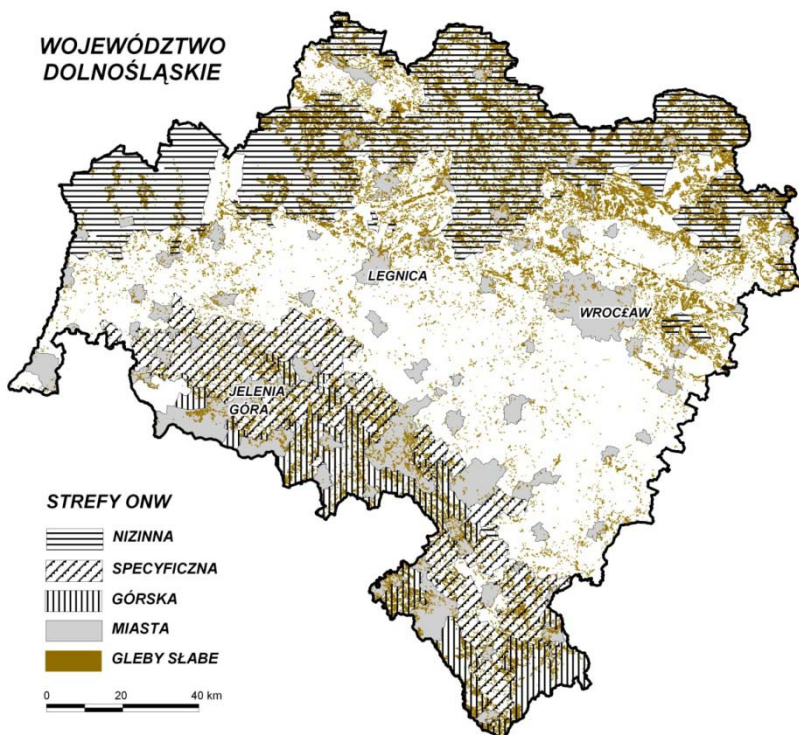 WOJEWÓDZTWO
DOLNOŚLĄSKIE
LEGNICA
WROCŁAW
JELENIA
GÓRA
STREFY ONW
NIZINNA
SPECYFICZNA
GÓRSKA
MIASTA
GLEBY SŁABE
0 20 40 km